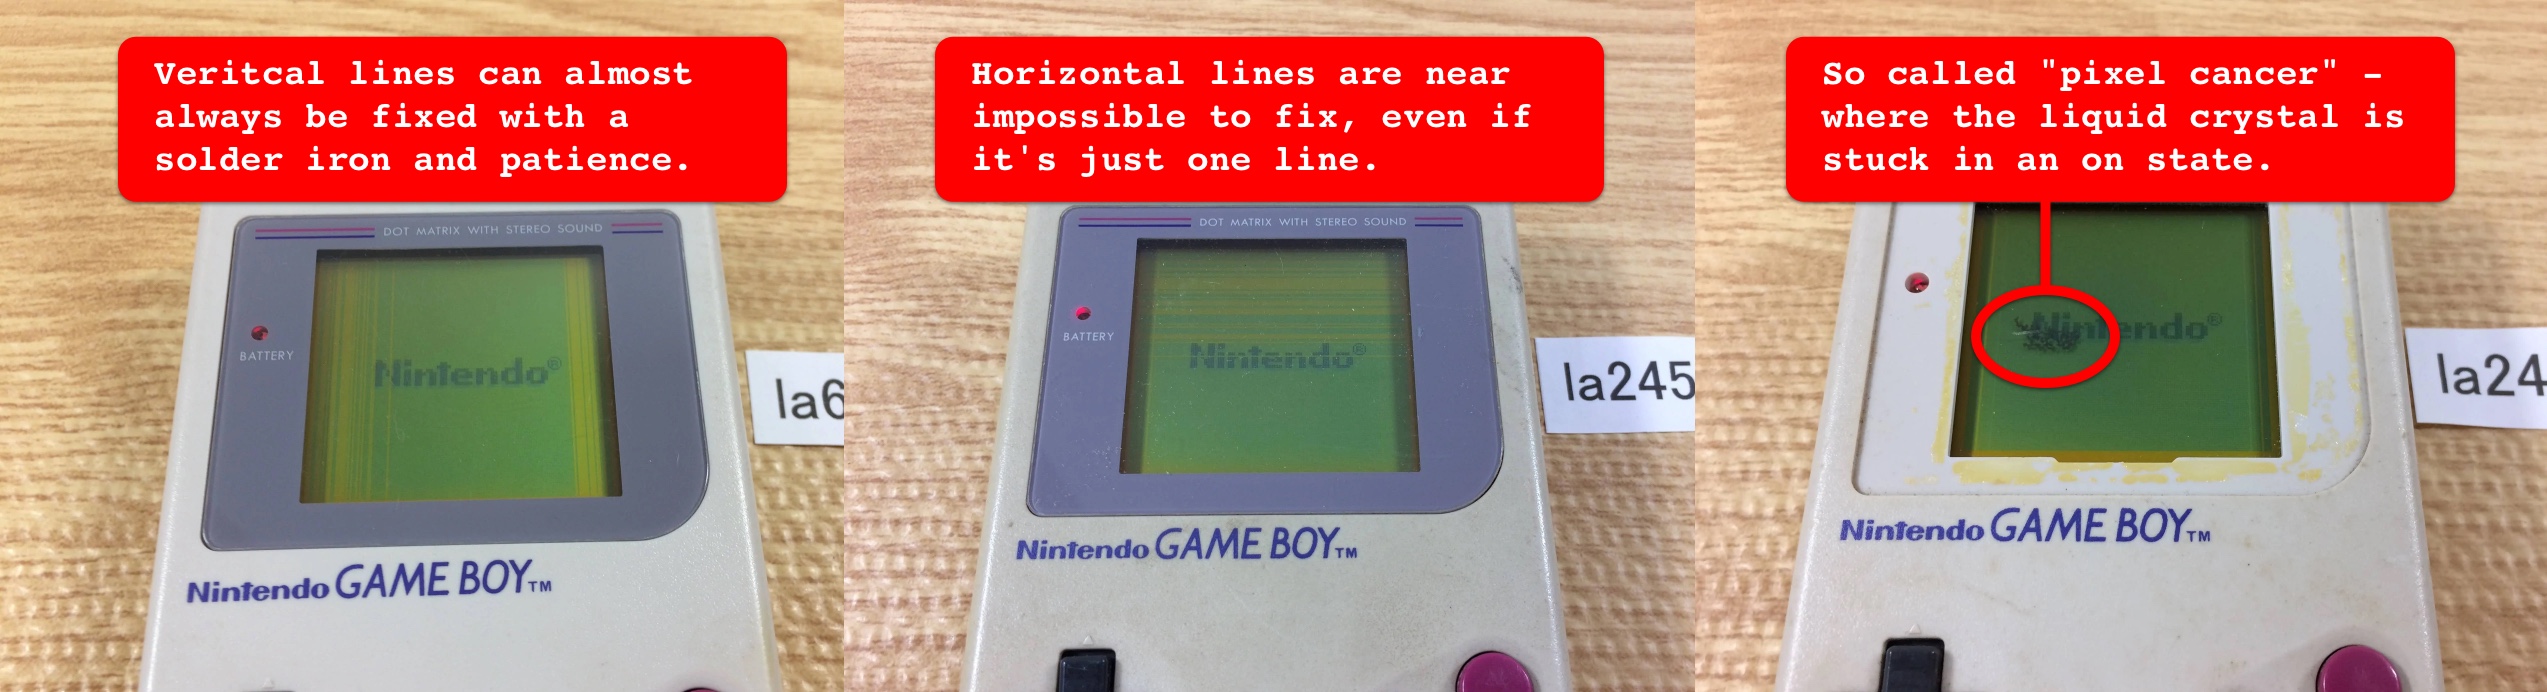 Veritcal lines can almost
always be fixed with a
solder iron and patience.
DOT MATRIX WITH STEREO SOUND
BATTERY
Nintendo®
Nintendo GAME BOY™
la6
Horizontal lines are near
impossible to fix, even if
it's just one line.
DOT MATRIX WITH STEREO SOUND
BATTERY
Nintendo®
Nintendo GAME BOY™
la245
So called "pixel cancer" –
where the liquid crystal is
stuck in an on state.
Nintendo®
Nintendo GAME BOY™
la24